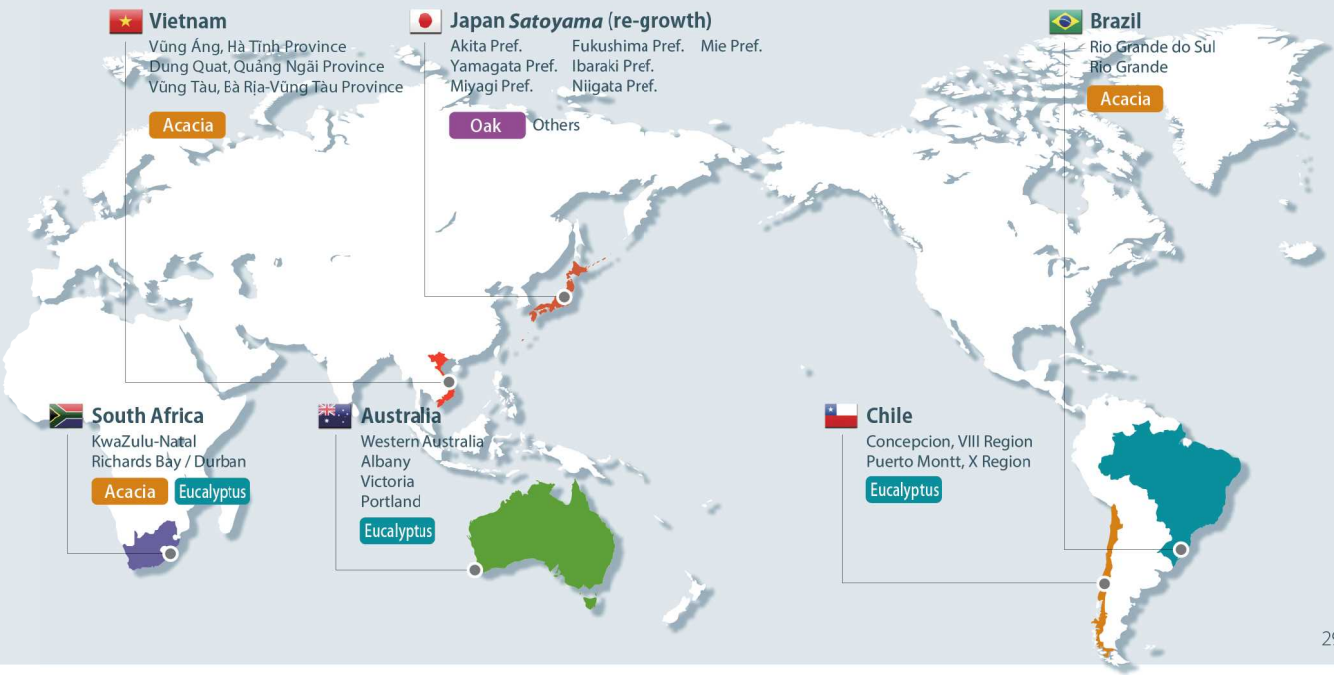 Vietnam
Vũng Áng, Hà Tĩnh Province
Dung Quat, Quảng Ngãi Province
Vũng Tàu, Bà Rịa-Vũng Tàu Province
Acacia
Japan Satoyama (re-growth)
Akita Pref. Fukushima Pref. Mie Pref.
Yamagata Pref. Ibaraki Pref.
Miyagi Pref. Niigata Pref.
Oak Others
Brazil
Rio Grande do Sul
Rio Grande
Acacia
South Africa
KwaZulu-Natal
Richards Bay / Durban
Acacia Eucalyptus
Australia
Western Australia
Albany
Victoria
Portland
Eucalyptus
Chile
Concepcion, VIII Region
Puerto Montt, X Region
Eucalyptus
29